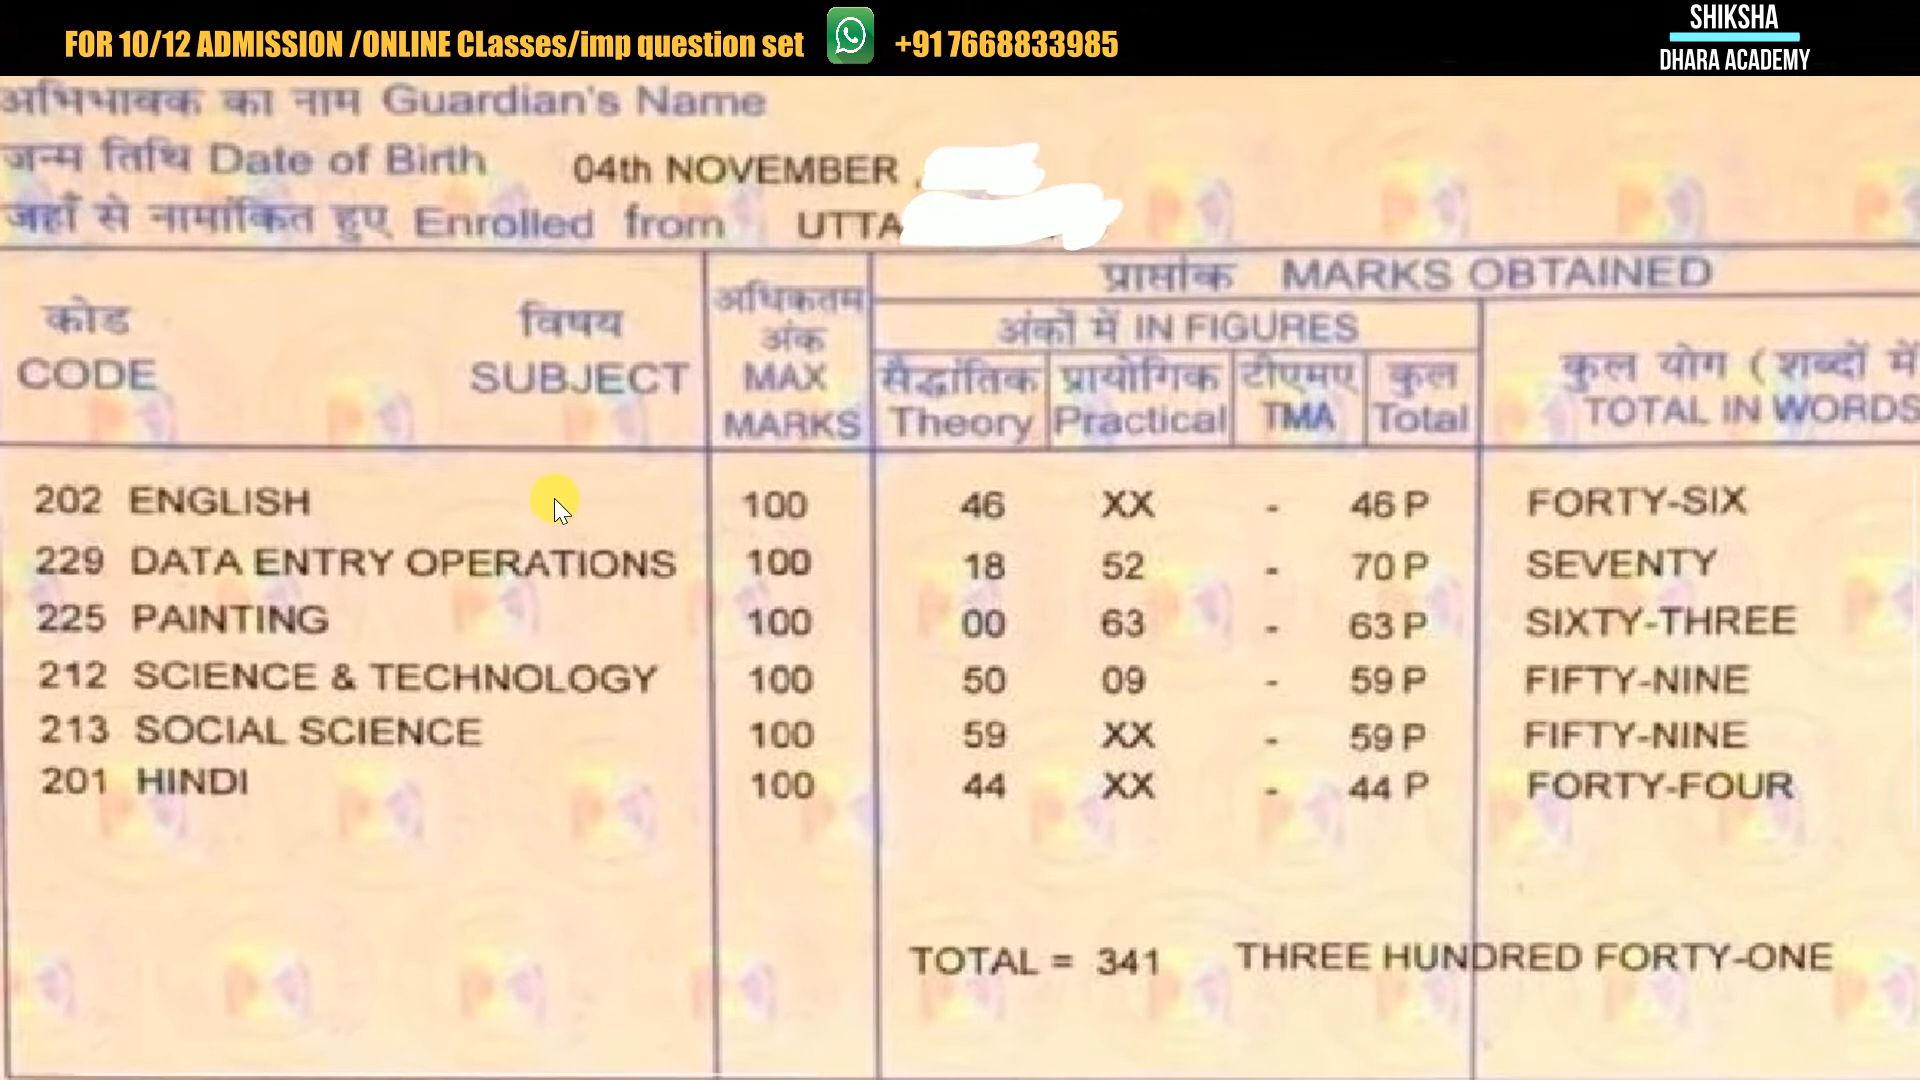 FOR 10/12 ADMISSION /ONLINE CLasses/imp question set +91 7668833985
SHIKSHA
DHARA ACADEMY
अभिभावक का नाम Guardian's Name
जन्म तिथि Date of Birth 04th NOVEMBER
जहाँ से नामांकित हुए Enrolled from UTTA
कोड विषय अधिकतम अंक प्राप्तांक MARKS OBTAINED
CODE SUBJECT MAX MARKS अंकों में IN FIGURES कुल योग (शब्दों में
सैद्धांतिक प्रायोगिक टीएमए कुल TOTAL IN WORDS
Theory Practical TMA Total
202 ENGLISH 100 46 XX - 46 P FORTY-SIX
229 DATA ENTRY OPERATIONS 100 18 52 - 70 P SEVENTY
225 PAINTING 100 00 63 - 63 P SIXTY-THREE
212 SCIENCE & TECHNOLOGY 100 50 09 - 59 P FIFTY-NINE
213 SOCIAL SCIENCE 100 59 XX - 59 P FIFTY-NINE
201 HINDI 100 44 XX - 44 P FORTY-FOUR
TOTAL = 341 THREE HUNDRED FORTY-ONE